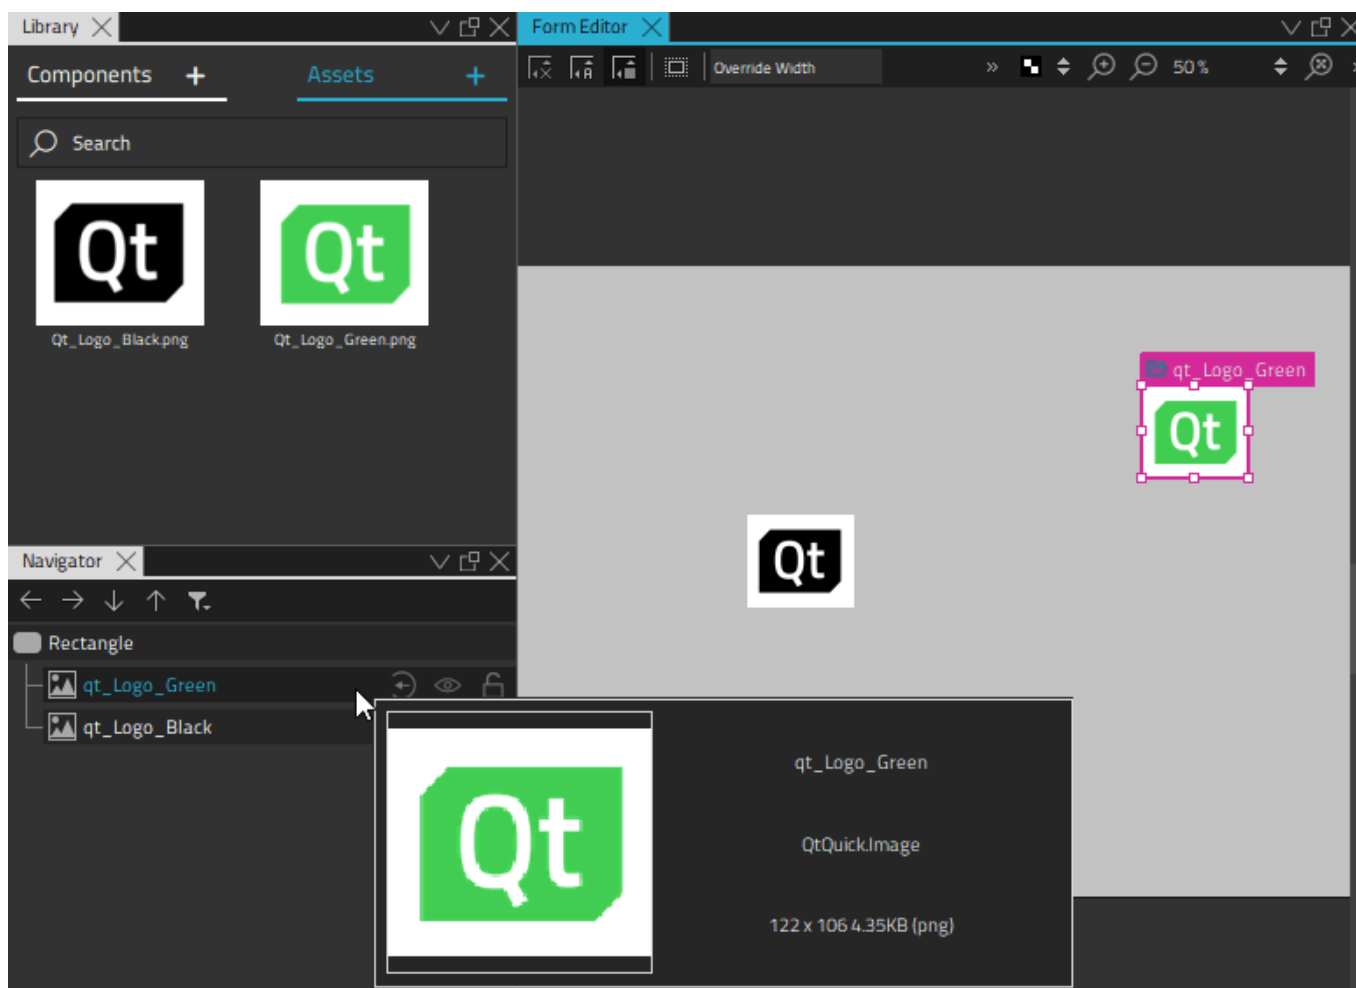 Library
Form Editor
Components +
Assets +
Override Width
»
50%
Search
Qt
Qt
Qt_Logo_Black.png
Qt_Logo_Green.png
qt_Logo_Green
Qt
Qt
Navigator
Rectangle
qt_Logo_Green
qt_Logo_Black
Qt
qt_Logo_Green
QtQuick.Image
122 x 106 4.35KB (png)